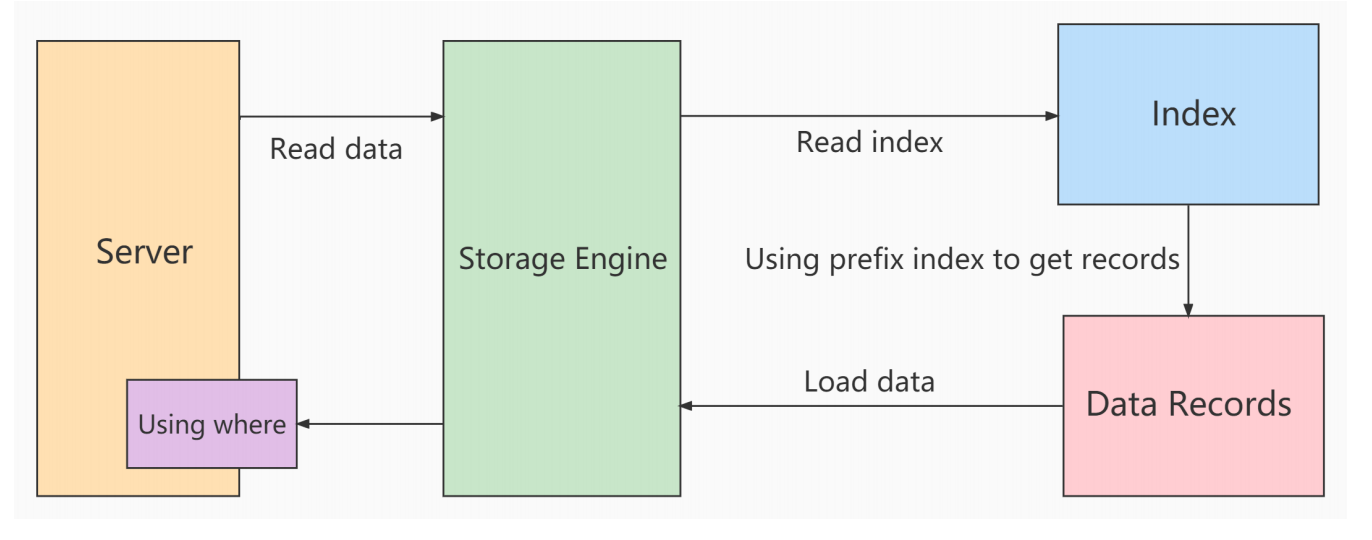 Read data
Read index
Index
Server
Storage Engine
Using prefix index to get records
Load data
Data Records
Using where